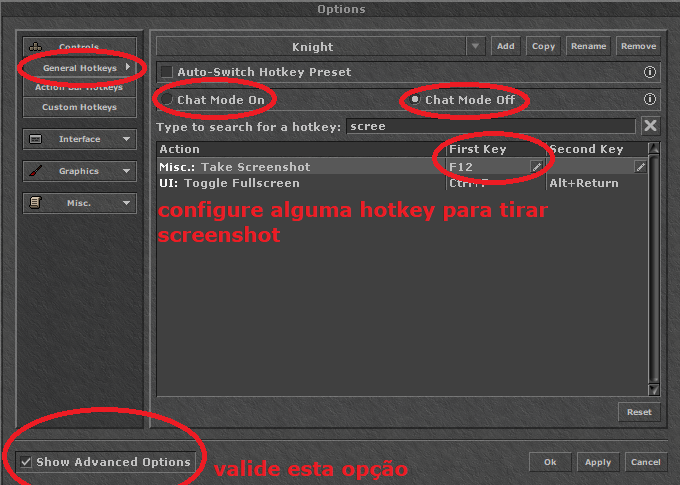 Options
Controls
General Hotkeys
Action Bar Hotkeys
Custom Hotkeys
Interface
Graphics
Misc.
Knight
Add
Copy
Rename
Remove
Auto-Switch Hotkey Preset
Chat Mode On
Chat Mode Off
Type to search for a hotkey: scree
Action First Key Second Key
Misc.: Take Screenshot F12
UI: Toggle Fullscreen Ctrl+F Alt+Return
configure alguma hotkey para tirar
screenshot
Reset
Show Advanced Options
valide esta opção
Ok
Apply
Cancel